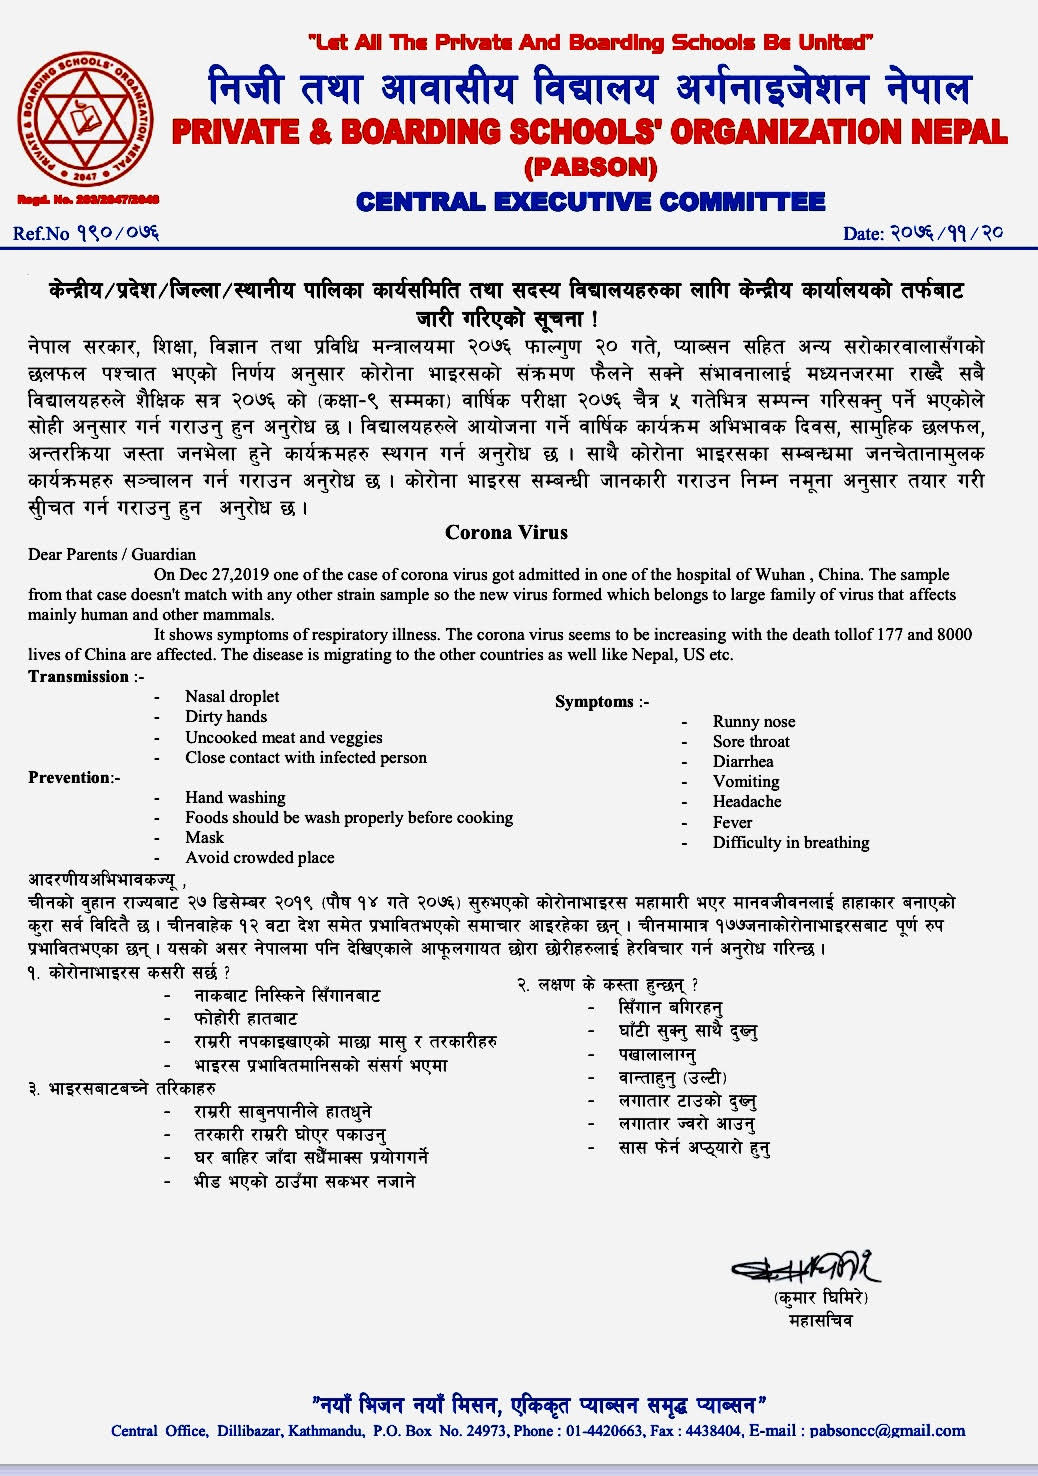 "Let All The Private And Boarding Schools Be United"
निजी तथा आवासीय विद्यालय अर्गनाइजेशन नेपाल
PRIVATE & BOARDING SCHOOLS' ORGANIZATION NEPAL
(PABSON)
CENTRAL EXECUTIVE COMMITTEE
PRIVATE & BOARDING SCHOOLS' ORGANIZATION NEPAL
2047
Regd. No. 203/2047/2048
Ref.No १९०/०७६
Date: २०७६/११/२०
केन्द्रीय/प्रदेश/जिल्ला/स्थानीय पालिका कार्यसमिति तथा सदस्य विद्यालयहरुका लागि केन्द्रीय कार्यालयको तर्फबाट
जारी गरिएको सूचना !
नेपाल सरकार, शिक्षा, विज्ञान तथा प्रविधि मन्त्रालयमा २०७६ फाल्गुण २० गते, प्याब्सन सहित अन्य सरोकारवालासँगको
छलफल पश्चात भएको निर्णय अनुसार कोरोना भाइरसको संक्रमण फैलने सक्ने संभावनालाई मध्यनजरमा राख्दै सबै
विद्यालयहरुले शैक्षिक सत्र २०७६ को (कक्षा-९ सम्मका) वार्षिक परीक्षा २०७६ चैत्र ५ गतेभित्र सम्पन्न गरिसक्नु पर्ने भएकोले
सोही अनुसार गर्न गराउनु हुन अनुरोध छ । विद्यालयहरुले आयोजना गर्ने वार्षिक कार्यक्रम अभिभावक दिवस, सामुहिक छलफल,
अन्तरक्रिया जस्ता जनभेला हुने कार्यक्रमहरु स्थगन गर्न अनुरोध छ । साथै कोरोना भाइरसका सम्बन्धमा जनचेतानामुलक
कार्यक्रमहरु सञ्चालन गर्न गराउन अनुरोध छ । कोरोना भाइरस सम्बन्धी जानकारी गराउन निम्न नमूना अनुसार तयार गरी
सुीचत गर्न गराउनु हुन अनुरोध छ ।
Corona Virus
Dear Parents / Guardian
On Dec 27,2019 one of the case of corona virus got admitted in one of the hospital of Wuhan , China. The sample
from that case doesn't match with any other strain sample so the new virus formed which belongs to large family of virus that affects
mainly human and other mammals.
It shows symptoms of respiratory illness. The corona virus seems to be increasing with the death tollof 177 and 8000
lives of China are affected. The disease is migrating to the other countries as well like Nepal, US etc.
Transmission :-
- Nasal droplet
- Dirty hands
- Uncooked meat and veggies
- Close contact with infected person
Prevention:-
- Hand washing
- Foods should be wash properly before cooking
- Mask
- Avoid crowded place
Symptoms :-
- Runny nose
- Sore throat
- Diarrhea
- Vomiting
- Headache
- Fever
- Difficulty in breathing
आदरणीयअभिभावकज्यू ,
चीनको वुहान राज्यबाट २७ डिसेम्बर २०१९ (पौष १४ गते २०७६) सुरुभएको कोरोनाभाइरस महामारी भएर मानवजीवनलाई हाहाकार बनाएको
कुरा सर्व विदितै छ । चीनवाहेक १२ वटा देश समेत प्रभावितभएको समाचार आइरहेका छन् । चीनमामात्र १७७जनाकोरोनाभाइरसबाट पूर्ण रुप
प्रभावितभएका छन् । यसको असर नेपालमा पनि देखिएकाले आफूलगायत छोरा छोरीहरुलाई हेरविचार गर्न अनुरोध गरिन्छ ।
१. कोरोनाभाइरस कसरी सर्छ ?
- नाकबाट निस्किने सिँगानबाट
- फोहोरी हातबाट
- राम्ररी नपकाइखाएको माछा मासु र तरकारीहरु
- भाइरस प्रभावितमानिसको संसर्ग भएमा
३. भाइरसबाटबच्ने तरिकाहरु
- राम्ररी साबुनपानीले हातधुने
- तरकारी राम्ररी घोएर पकाउनु
- घर बाहिर जाँदा सधैँमाक्स प्रयोगगर्ने
- भीड भएको ठाउँमा सकभर नजाने
२. लक्षण के कस्ता हुन्छन् ?
- सिँगान बगिरहनु
- घाँटी सुक्नु साथै दुख्नु
- पखालालाग्नु
- वान्ताहुनु (उल्टी)
- लगातार टाउको दुख्नु
- लगातार ज्वरो आउनु
- सास फेर्न अप्ठ्यारो हुनु
(कुमार घिमिरे)
महासचिव
"नयाँ भिजन नयाँ मिसन, एकिकृत प्याब्सन समृद्ध प्याब्सन"
Central Office, Dillibazar, Kathmandu, P.O. Box No. 24973, Phone : 01-4420663, Fax : 4438404, E-mail : pabsoncc@gmail.com